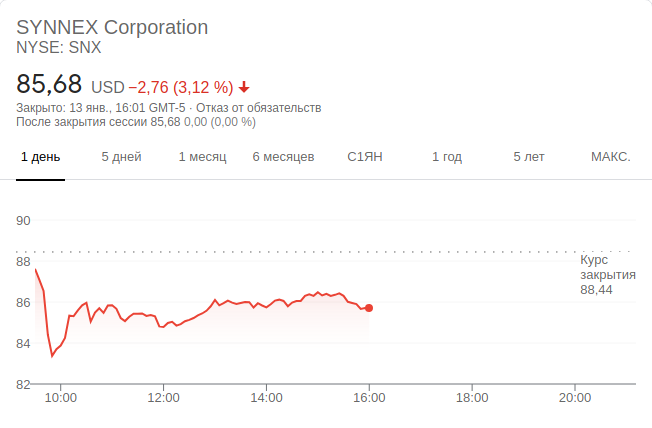 SYNNEX Corporation
NYSE: SNX
85,68 USD −2,76 (3,12 %)
Закрыто: 13 янв., 16:01 GMT-5 · Отказ от обязательств
После закрытия сессии 85,68 0,00 (0,00 %)
1 день 5 дней 1 месяц 6 месяцев С1ЯН 1 год 5 лет МАКС.
90
88
86
84
82
Курс
закрытия
88,44
10:00 12:00 14:00 16:00 18:00 20:00